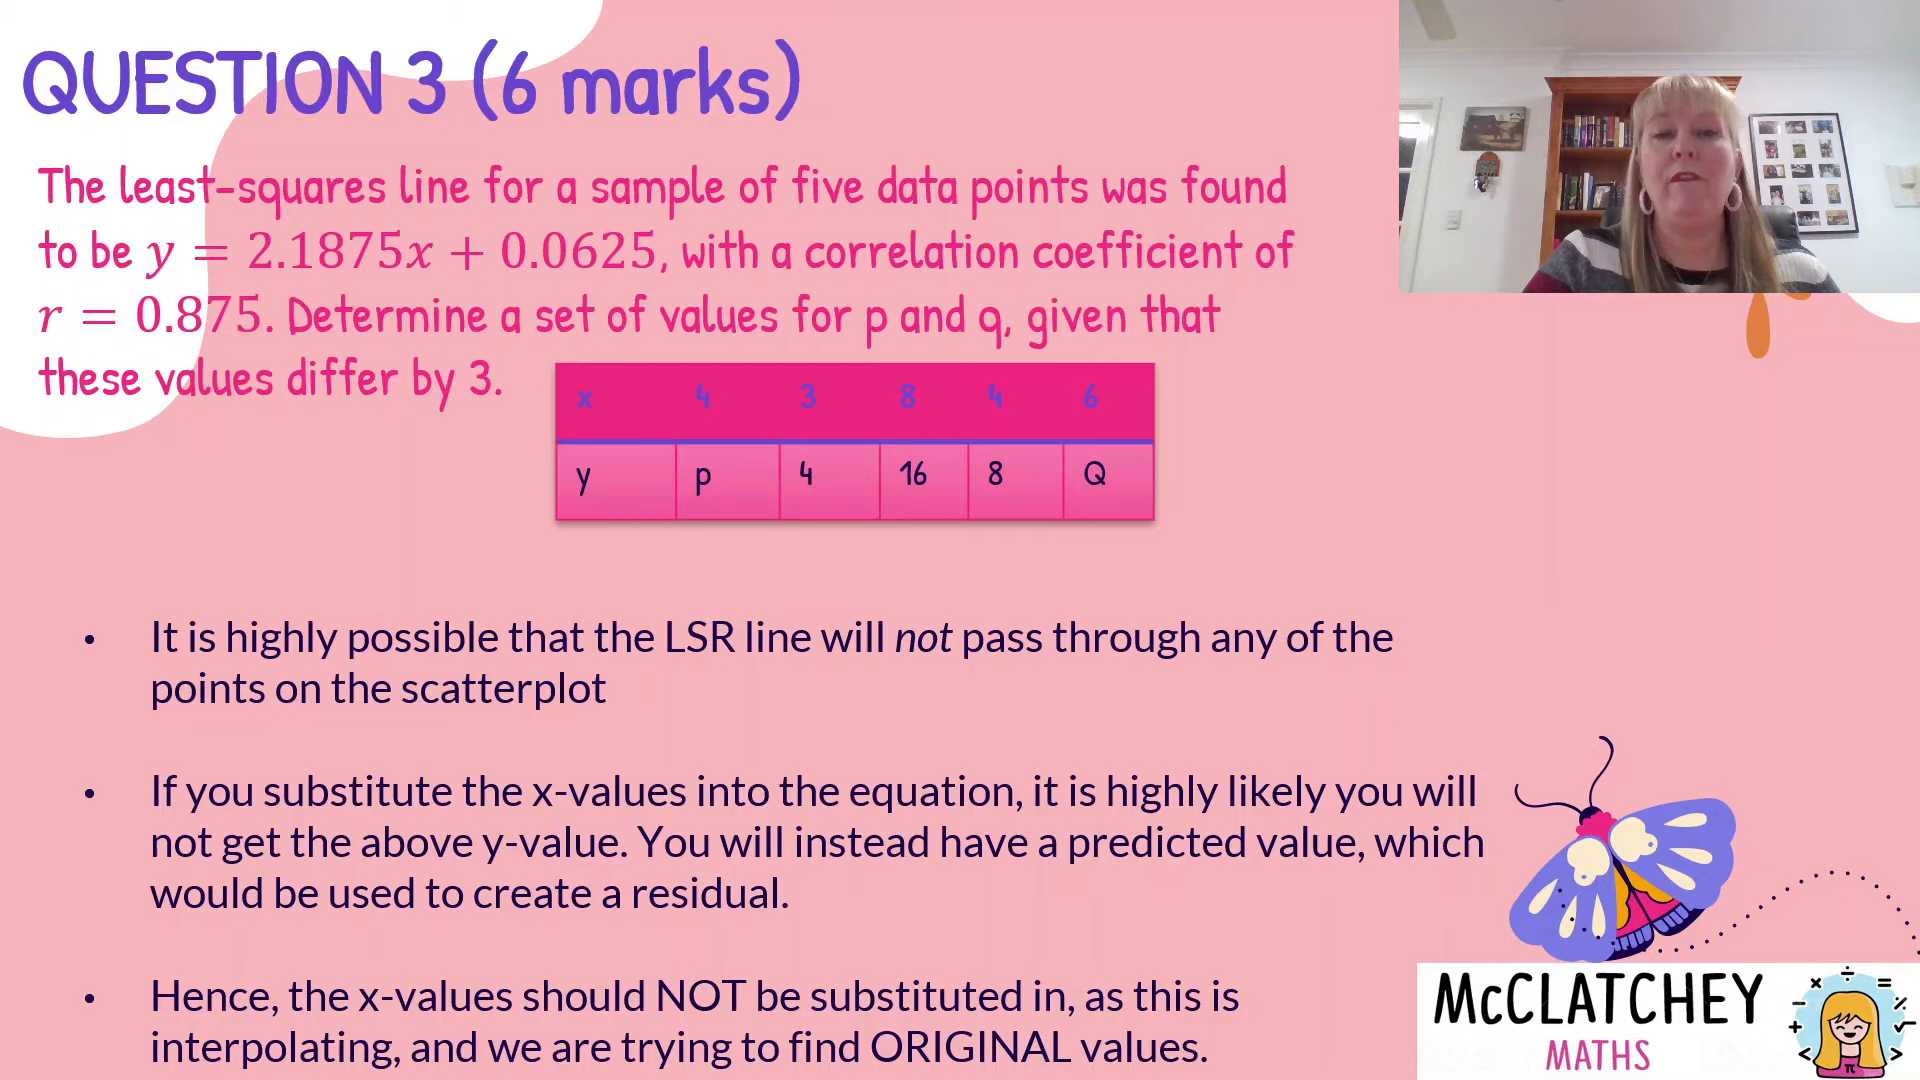 QUESTION 3 (6 marks)
The least-squares line for a sample of five data points was found
to be y = 2.1875x + 0.0625, with a correlation coefficient of
r = 0.875. Determine a set of values for p and q, given that
these values differ by 3.
x 4 3 8 4 6
y p 4 16 8 Q
• It is highly possible that the LSR line will not pass through any of the
points on the scatterplot
• If you substitute the x-values into the equation, it is highly likely you will
not get the above y-value. You will instead have a predicted value, which
would be used to create a residual.
• Hence, the x-values should NOT be substituted in, as this is
interpolating, and we are trying to find ORIGINAL values.
McCLATCHEY
MATHS
π